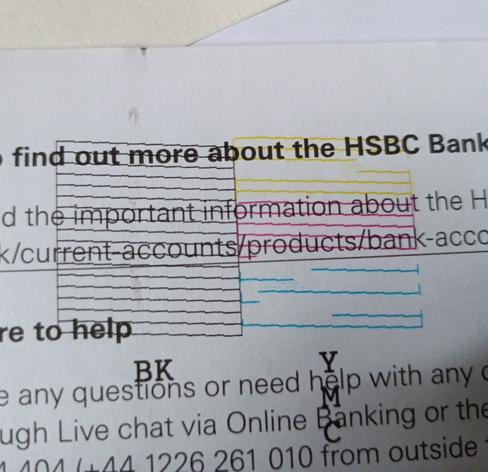 find out more about the HSBC Bank
d the important information about the H
k/current-accounts/products/bank-acco
re to help
BK
Y
e any questions or need help with any
M
ugh Live chat via Online Banking or the
C
404 (+44 1226 261 010 from outside